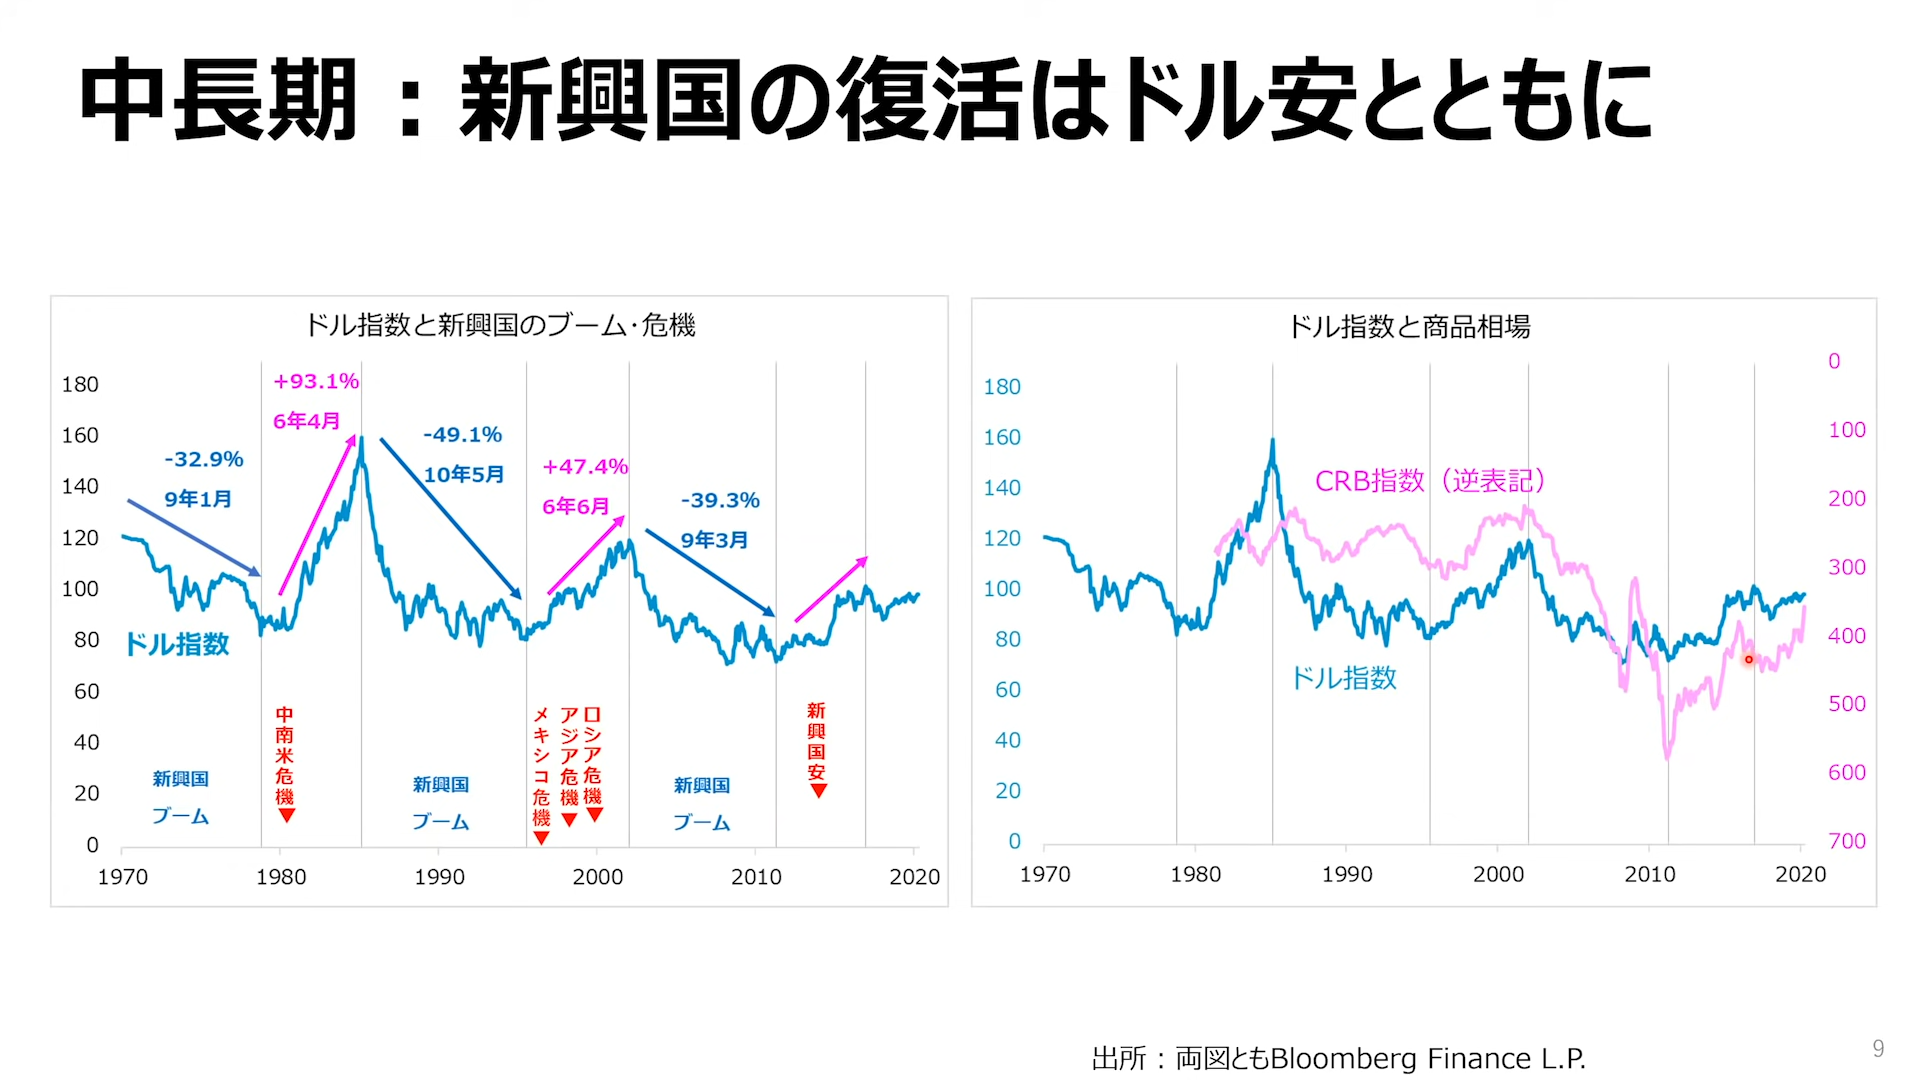 中長期：新興国の復活はドル安とともに
ドル指数と新興国のブーム･危機
180
160
140
120
100
80
60
40
20
0
1970
1980
1990
2000
2010
2020
-32.9%
9年1月
+93.1%
6年4月
-49.1%
10年5月
+47.4%
6年6月
-39.3%
9年3月
ドル指数
新興国
ブーム
中南米危機
新興国
ブーム
メキシコ危機
アジア危機
ロシア危機
新興国
ブーム
新興国安
ドル指数と商品相場
180
160
140
120
100
80
60
40
20
0
0
100
200
300
400
500
600
700
1970
1980
1990
2000
2010
2020
CRB指数（逆表記）
ドル指数
出所：両図ともBloomberg Finance L.P.
9